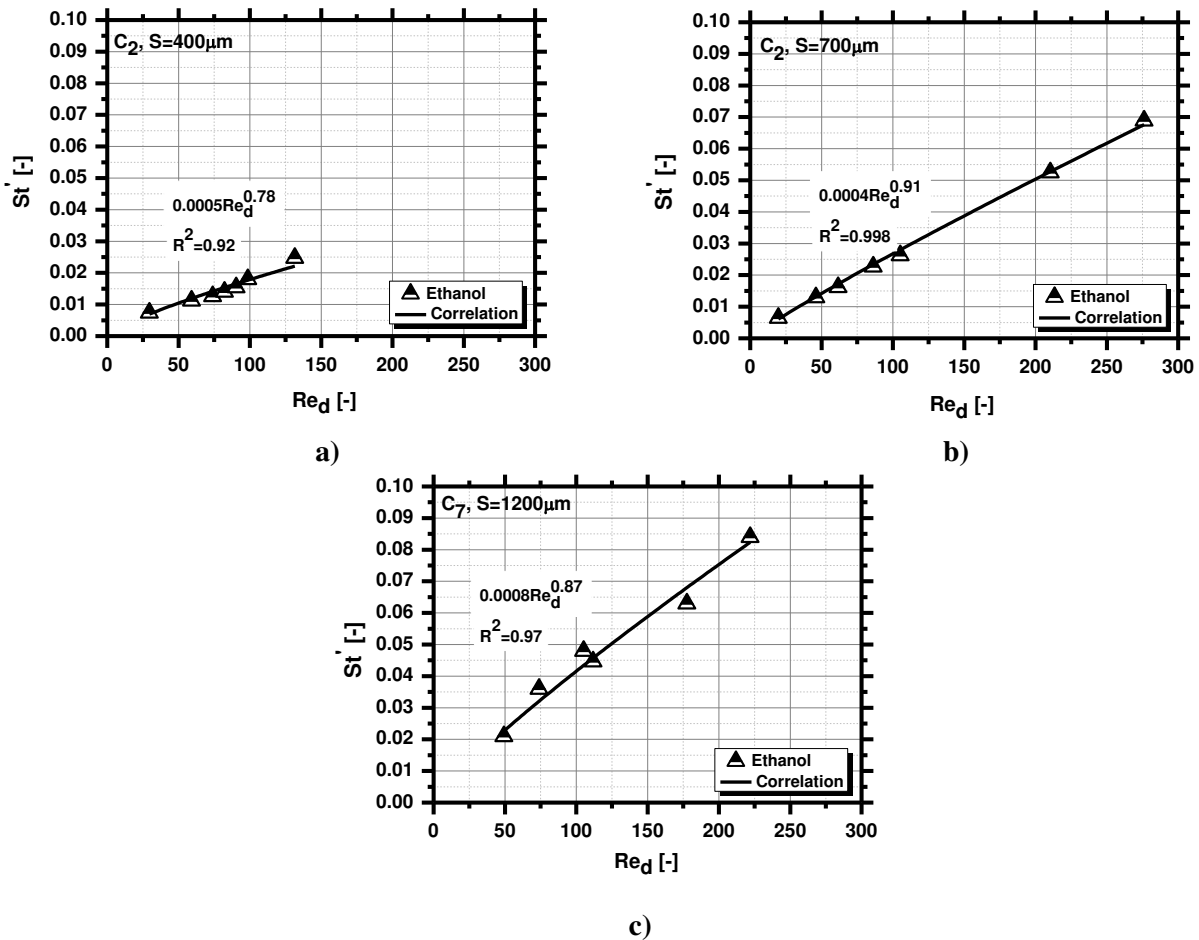 C2, S=400μm
0.10
0.09
0.08
0.07
0.06
0.05
0.04
0.03
0.02
0.01
0.00
St' [-]
0.0005Red0.78
R2=0.92
Ethanol
Correlation
0 50 100 150 200 250 300
Red [-]
a)
C2, S=700μm
0.10
0.09
0.08
0.07
0.06
0.05
0.04
0.03
0.02
0.01
0.00
St' [-]
0.0004Red0.91
R2=0.998
Ethanol
Correlation
0 50 100 150 200 250 300
Red [-]
b)
C7, S=1200μm
0.10
0.09
0.08
0.07
0.06
0.05
0.04
0.03
0.02
0.01
0.00
St' [-]
0.0008Red0.87
R2=0.97
Ethanol
Correlation
0 50 100 150 200 250 300
Red [-]
c)